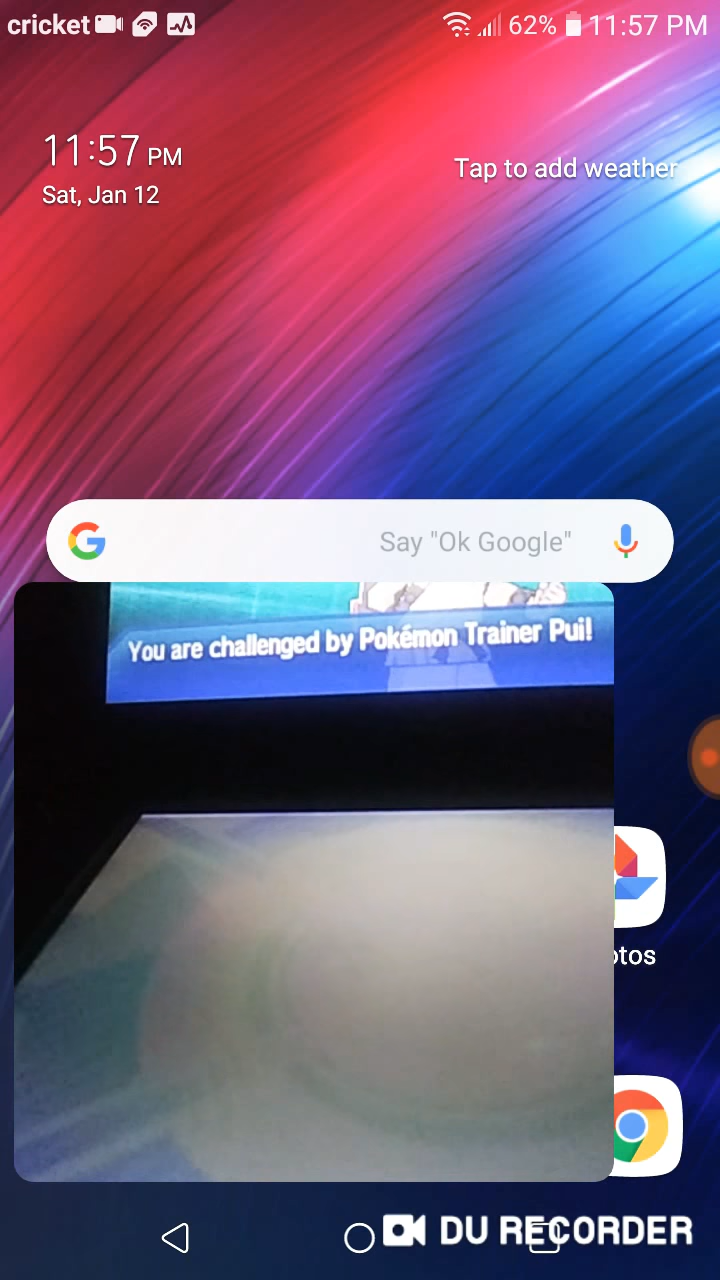 cricket 62% 11:57 PM
11:57 PM
Sat, Jan 12
Tap to add weather
Say "Ok Google"
You are challenged by Pokémon Trainer Pui!
otos
DU RECORDER